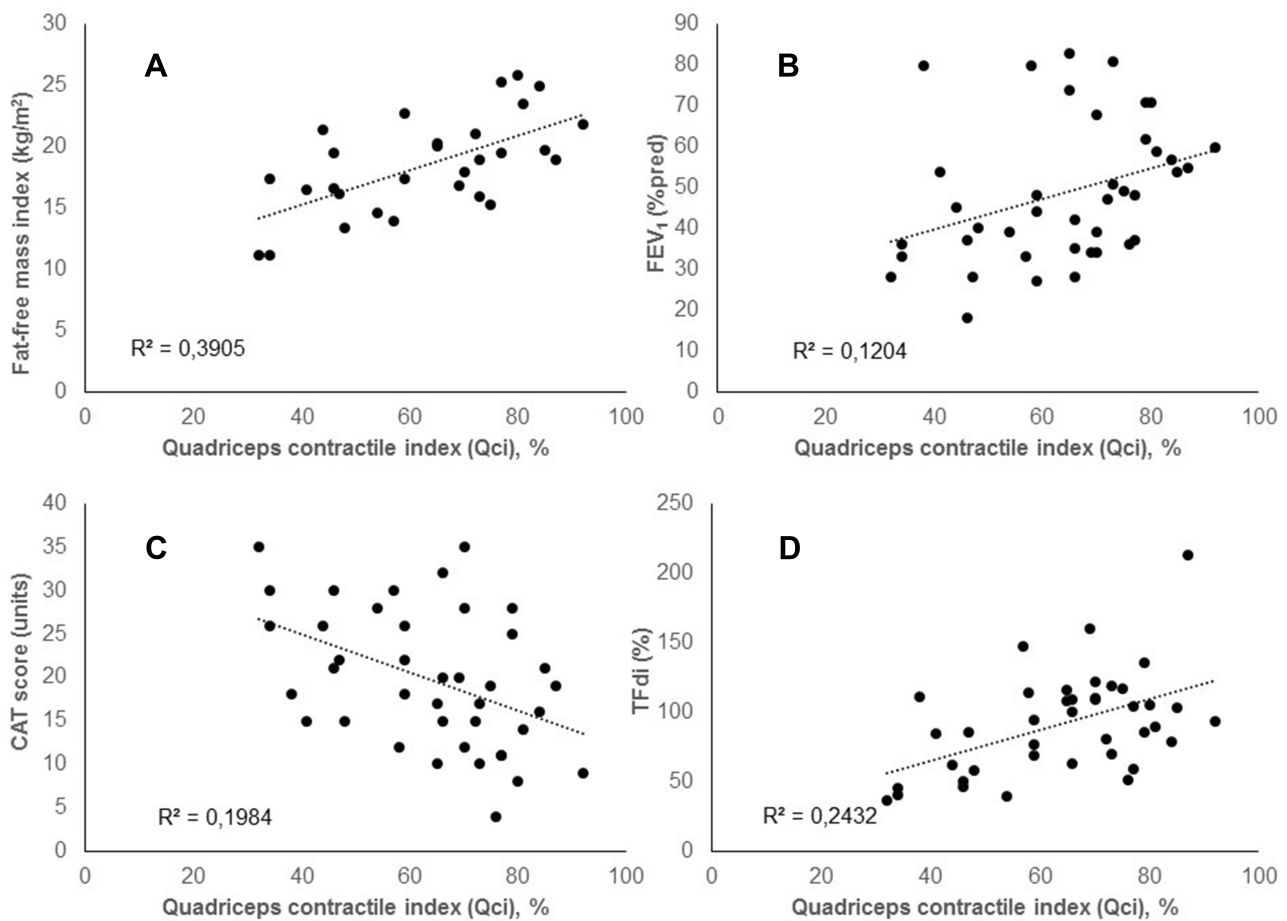 A
Fat-free mass index (kg/m²)
30
25
20
15
10
5
0
R² = 0,3905
0 20 40 60 80 100
Quadriceps contractile index (Qci), %
B
FEV₁ (%pred)
90
80
70
60
50
40
30
20
10
0
R² = 0,1204
0 20 40 60 80 100
Quadriceps contractile index (Qci), %
C
CAT score (units)
40
35
30
25
20
15
10
5
0
R² = 0,1984
0 20 40 60 80 100
Quadriceps contractile index (Qci), %
D
TFdi (%)
250
200
150
100
50
0
R² = 0,2432
0 20 40 60 80 100
Quadriceps contractile index (Qci), %